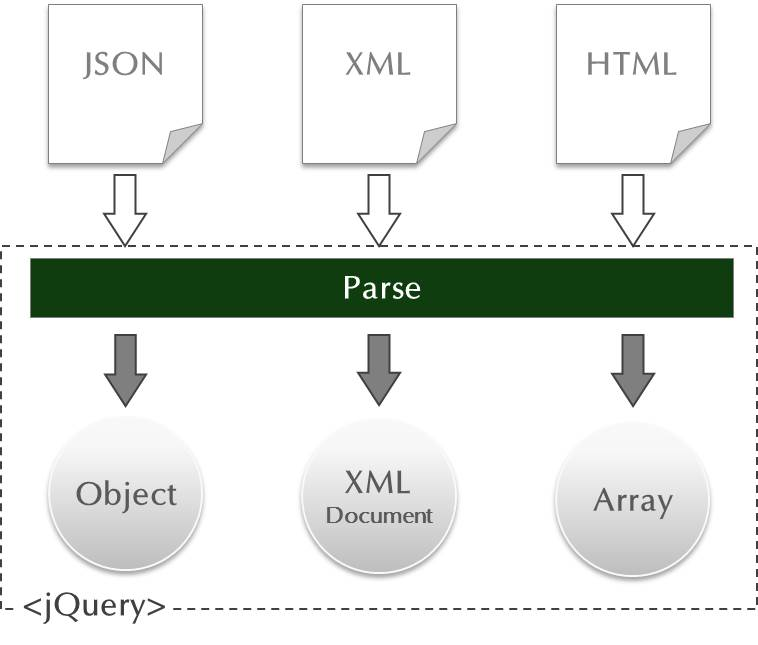 JSON
XML
HTML
Parse
Object
XML
Document
Array
<jQuery>